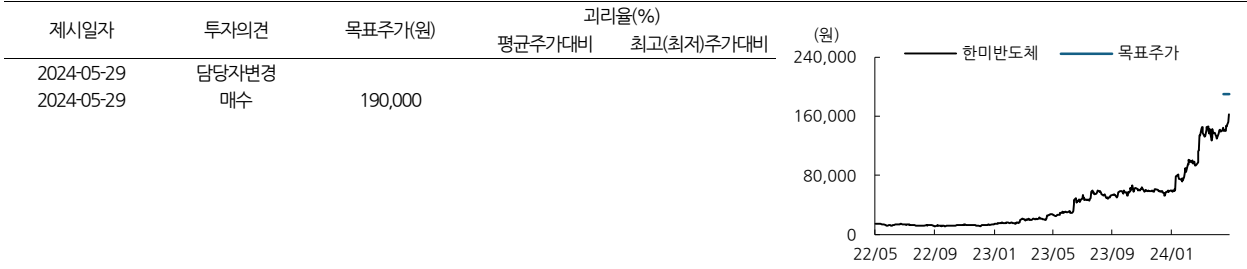 제시일자 투자의견 목표주가(원) 괴리율(%)
평균주가대비 최고(최저)주가대비
2024-05-29 담당자변경
2024-05-29 매수 190,000
(원)
한미반도체 목표주가
240,000
160,000
80,000
0
22/05 22/09 23/01 23/05 23/09 24/01